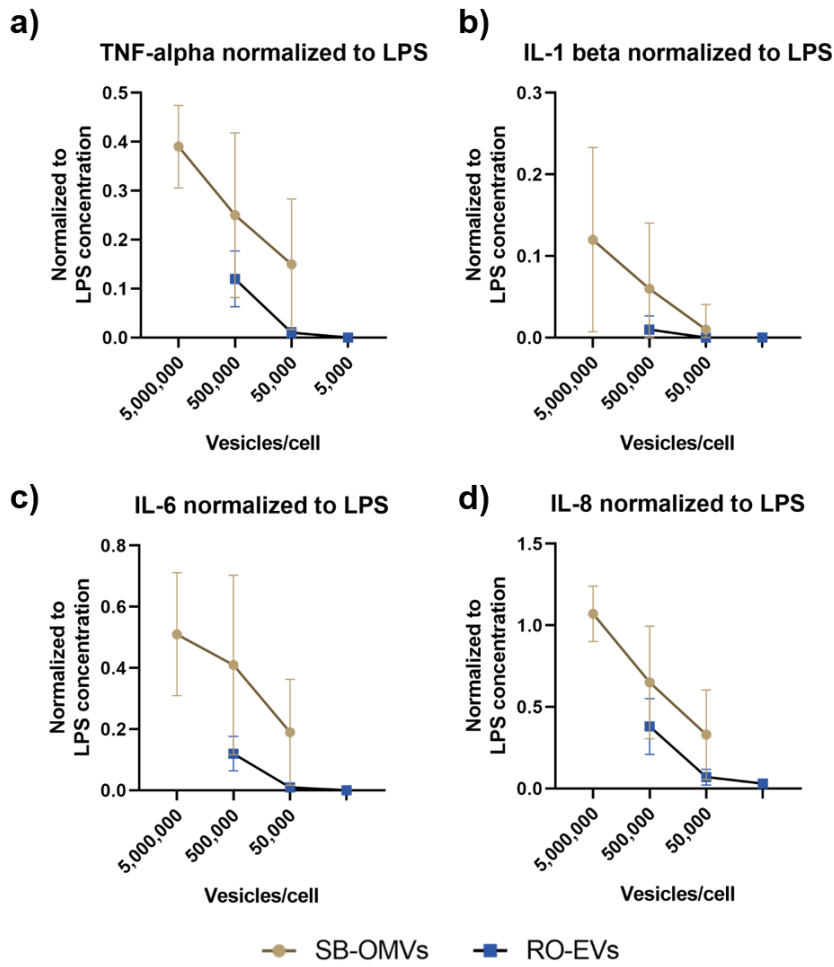 a)
TNF-alpha normalized to LPS
Normalized to
LPS concentration
0.5
0.4
0.3
0.2
0.1
0.0
5,000,000
500,000
50,000
5,000
Vesicles/cell
b)
IL-1 beta normalized to LPS
Normalized to
LPS concentration
0.3
0.2
0.1
0.0
5,000,000
500,000
50,000
Vesicles/cell
c)
IL-6 normalized to LPS
Normalized to
LPS concentration
0.8
0.6
0.4
0.2
0.0
5,000,000
500,000
50,000
Vesicles/cell
d)
IL-8 normalized to LPS
Normalized to
LPS concentration
1.5
1.0
0.5
0.0
5,000,000
500,000
50,000
Vesicles/cell
SB-OMVs
RO-EVs